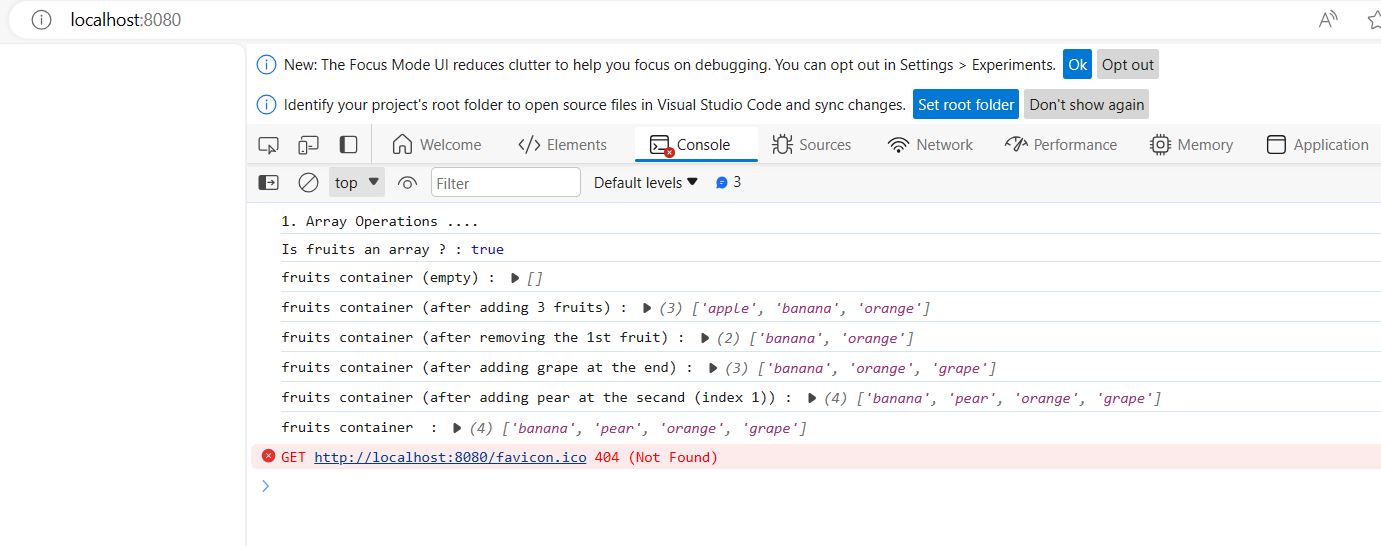 localhost:8080
New: The Focus Mode UI reduces clutter to help you focus on debugging. You can opt out in Settings > Experiments. Ok Opt out
Identify your project's root folder to open source files in Visual Studio Code and sync changes. Set root folder Don't show again
Welcome </> Elements Console Sources Network Performance Memory Application
top Filter Default levels 3
1. Array Operations ....
Is fruits an array ? : true
fruits container (empty) : ▶ []
fruits container (after adding 3 fruits) : ▶ (3) ['apple', 'banana', 'orange']
fruits container (after removing the 1st fruit) : ▶ (2) ['banana', 'orange']
fruits container (after adding grape at the end) : ▶ (3) ['banana', 'orange', 'grape']
fruits container (after adding pear at the secand (index 1)) : ▶ (4) ['banana', 'pear', 'orange', 'grape']
fruits container  : ▶ (4) ['banana', 'pear', 'orange', 'grape']
GET http://localhost:8080/favicon.ico 404 (Not Found)